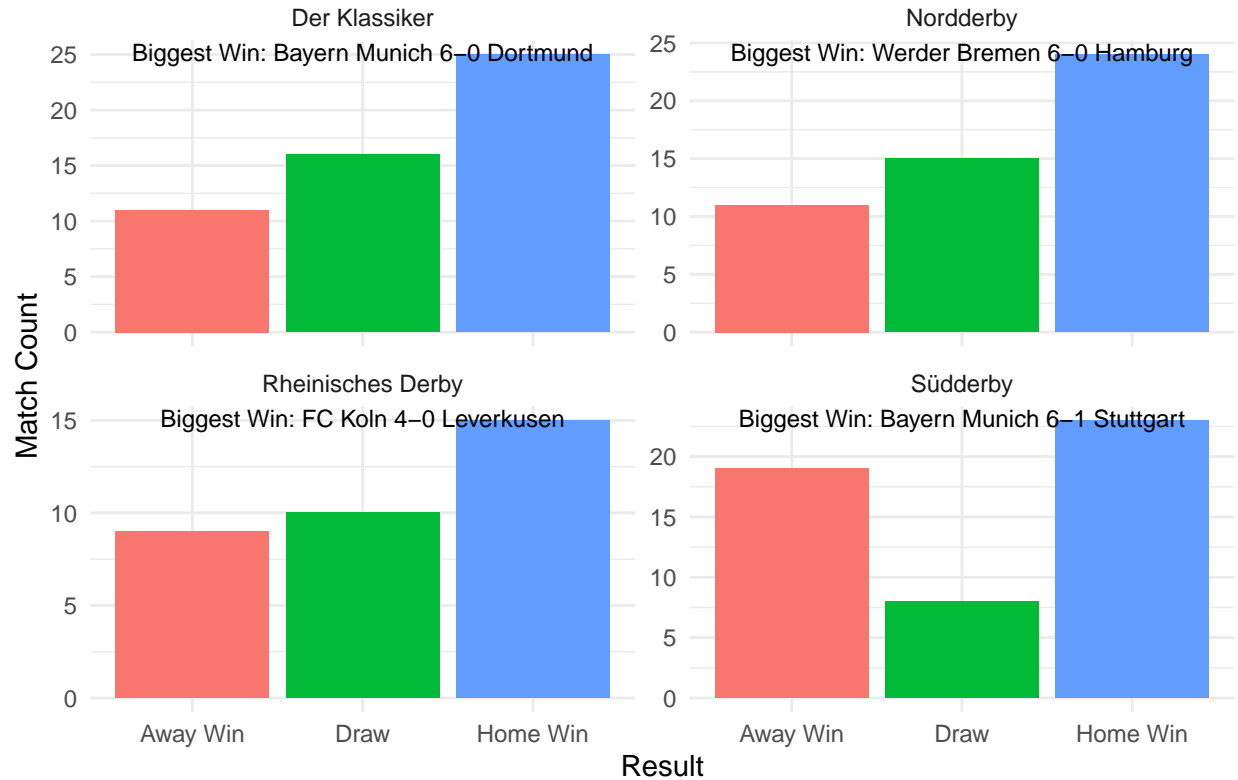 Der Klassiker
Biggest Win: Bayern Munich 6−0 Dortmund
25
20
15
10
5
0
Nordderby
Biggest Win: Werder Bremen 6−0 Hamburg
25
20
15
10
5
0
Match Count
Rheinisches Derby
Biggest Win: FC Koln 4−0 Leverkusen
15
10
5
0
Südderby
Biggest Win: Bayern Munich 6−1 Stuttgart
20
15
10
5
0
Away Win Draw Home Win
Away Win Draw Home Win
Result